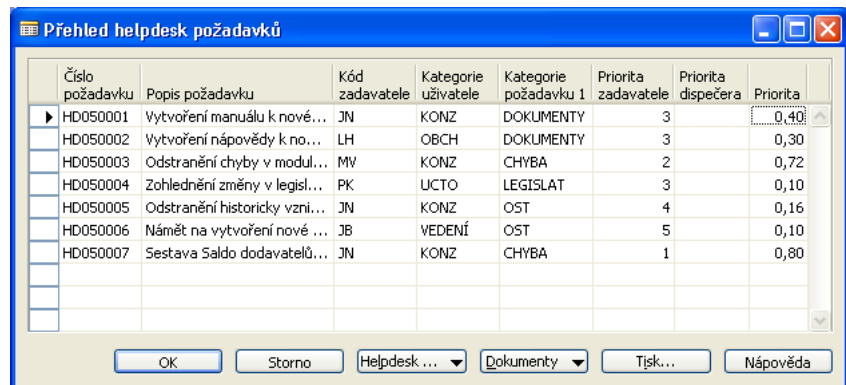 Přehled helpdesk požadavků
Číslo požadavku Popis požadavku Kód zadavatele Kategorie uživatele Kategorie požadavku 1 Priorita zadavatele Priorita dispečera Priorita
HD050001 Vytvoření manuálu k nové... JN KONZ DOKUMENTY 3 0,40
HD050002 Vytvoření nápovědy k no... LH OBCH DOKUMENTY 3 0,30
HD050003 Odstranění chyby v modul... MV KONZ CHYBA 2 0,72
HD050004 Zohlednění změny v legisl... PK UCTO LEGISLAT 3 0,10
HD050005 Odstranění historicky vzni... JN KONZ OST 4 0,16
HD050006 Námět na vytvoření nové ... JB VEDENÍ OST 5 0,10
HD050007 Sestava Saldo dodavatelů... JN KONZ CHYBA 1 0,80
OK Storno Helpdesk ... Dokumenty Tisk... Nápověda